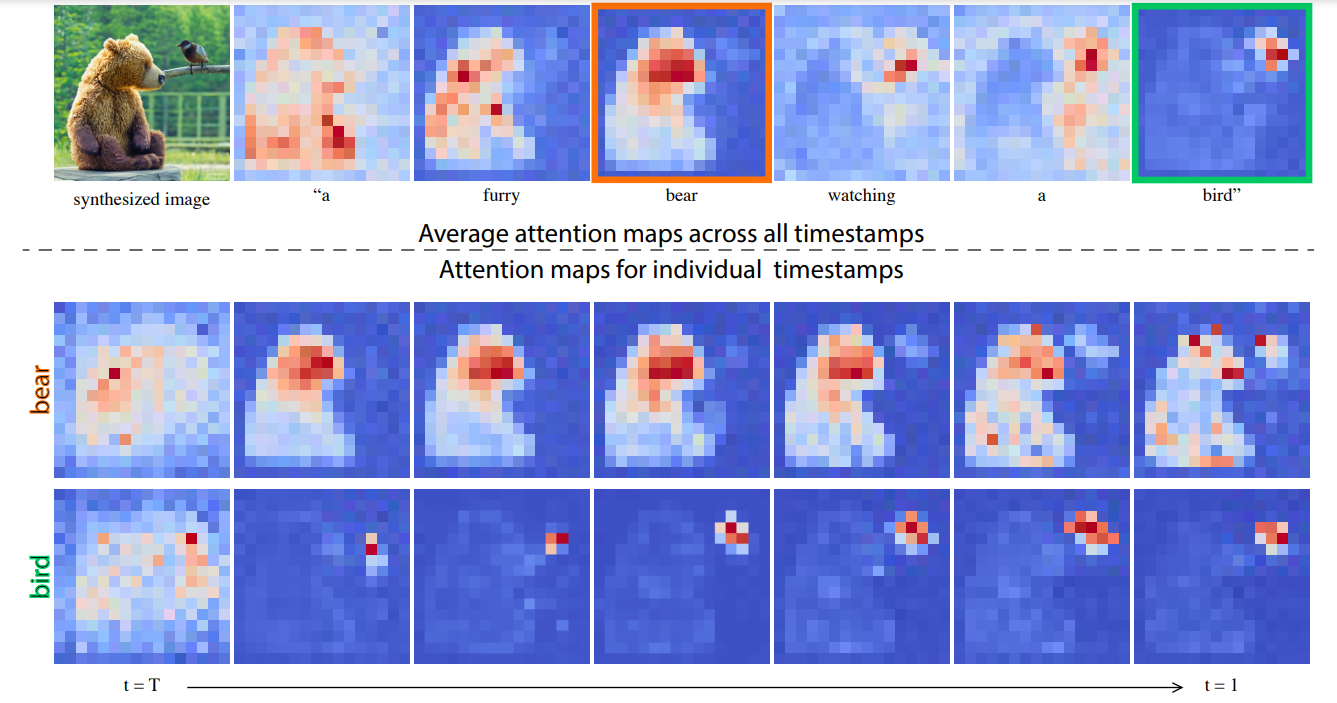 synthesized image
“a
furry
bear
watching
a
bird”
Average attention maps across all timestamps
Attention maps for individual timestamps
bear
bird
t = T
t = 1